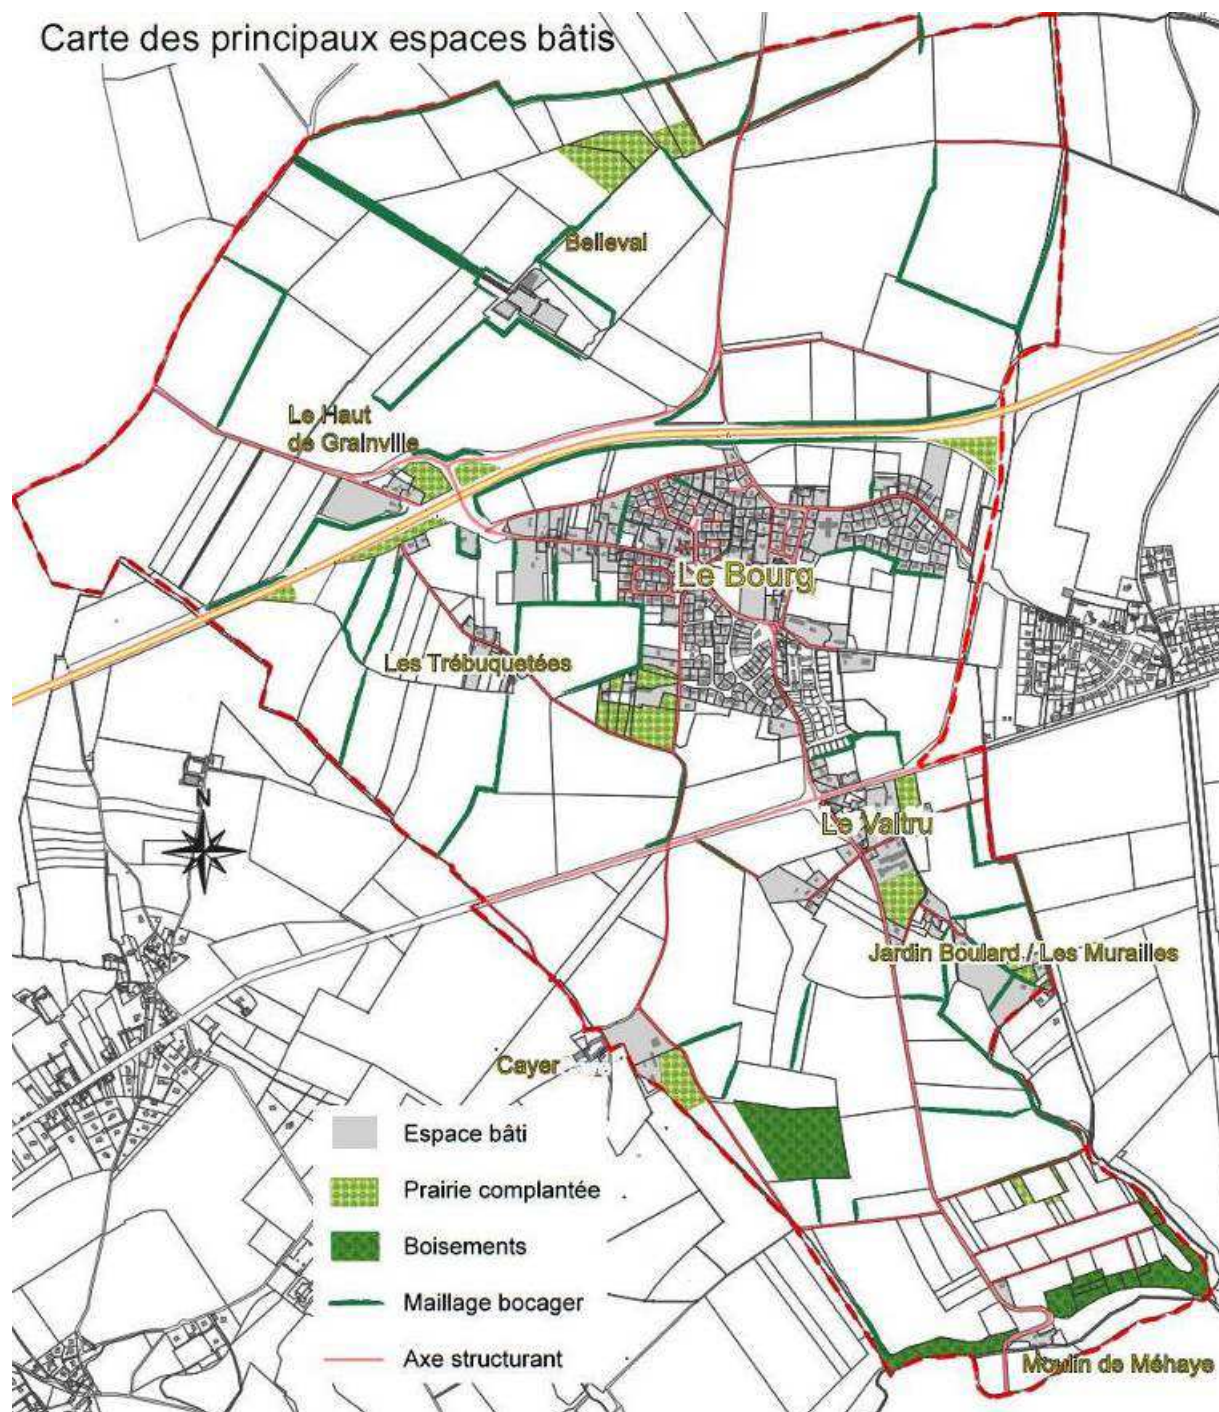 Carte des principaux espaces bâtis
Belleval
Le Haut
de Grainville
Le Bourg
Les Trébuquetées
N
Le Valtru
Jardin Boulard / Les Murailles
Cayer
Espace bâti
Prairie complantée
Boisements
Maillage bocager
Axe structurant
Moulin de Méhaye